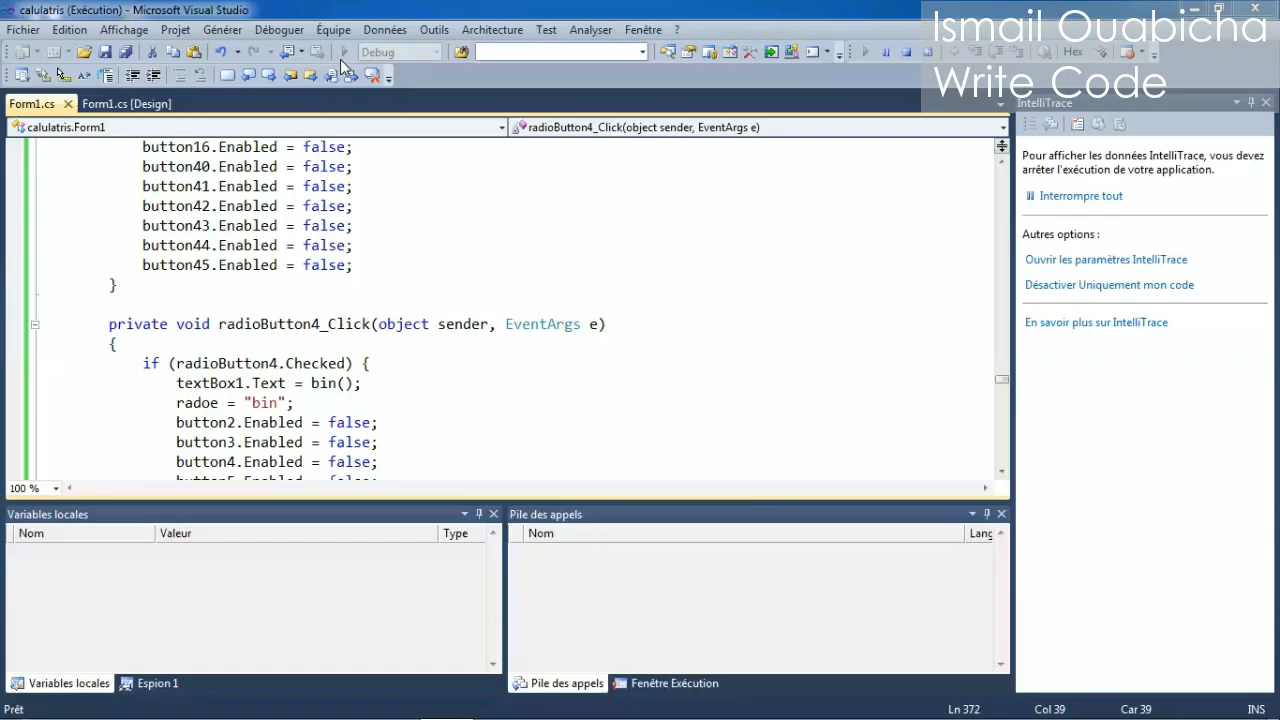 calulatris (Exécution) - Microsoft Visual Studio
Ismail Ouabicha
Write Code
Fichier Edition Affichage Projet Générer Déboguer Équipe Données Outils Architecture Test Analyser Fenêtre ?
Debug Hex
Form1.cs Form1.cs [Design]
calulatris.Form1 radioButton4_Click(object sender, EventArgs e)
button16.Enabled = false;
button40.Enabled = false;
button41.Enabled = false;
button42.Enabled = false;
button43.Enabled = false;
button44.Enabled = false;
button45.Enabled = false;
}
private void radioButton4_Click(object sender, EventArgs e)
{
if (radioButton4.Checked) {
textBox1.Text = bin();
radoe = "bin";
button2.Enabled = false;
button3.Enabled = false;
button4.Enabled = false;
100 %
IntelliTrace
Pour afficher les données IntelliTrace, vous devez
arrêter l'exécution de votre application.
Interrompre tout
Autres options :
Ouvrir les paramètres IntelliTrace
Désactiver Uniquement mon code
En savoir plus sur IntelliTrace
Variables locales
Nom Valeur Type
Pile des appels
Nom Lang
Variables locales Espion 1
Pile des appels Fenêtre Exécution
Prêt Ln 372 Col 39 Car 39 INS